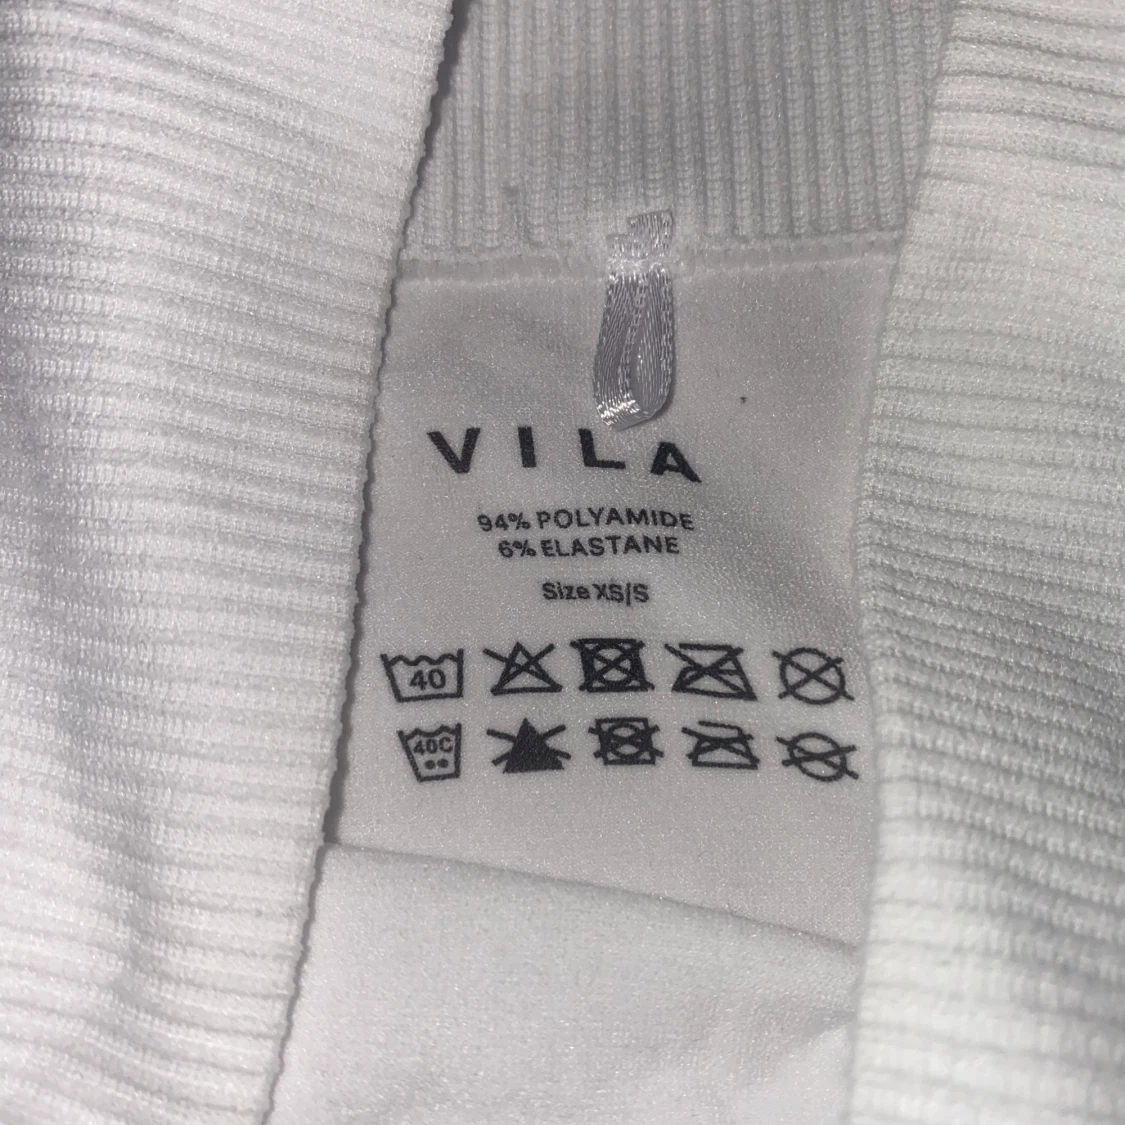 VILA
94% POLYAMIDE
6% ELASTANE
Size XS/S
40
40C